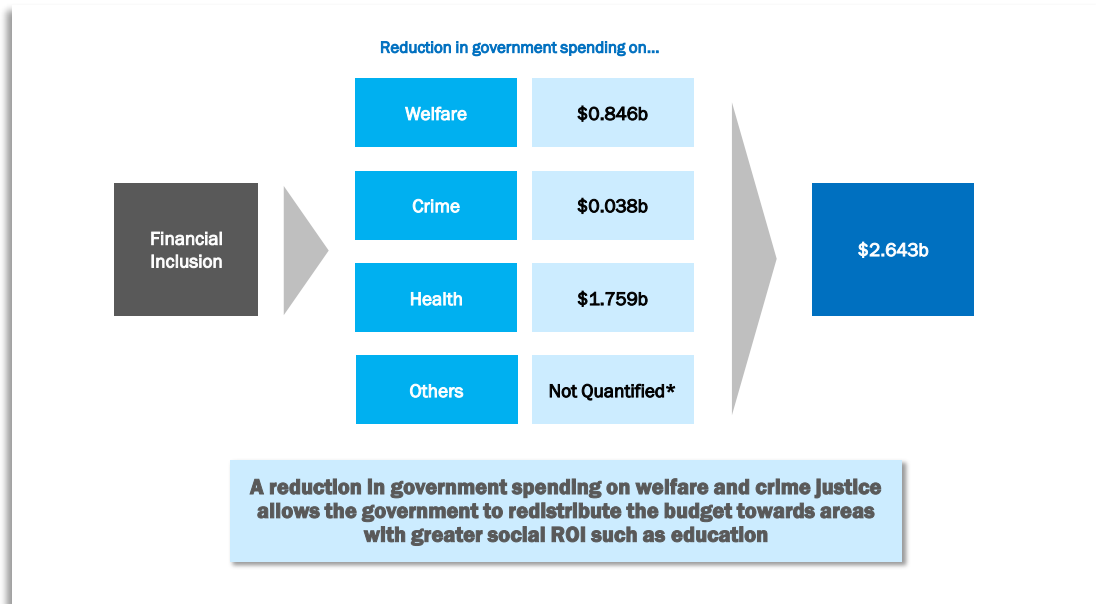 Reduction in government spending on...
Welfare
$0.846b
Crime
$0.038b
Financial
Inclusion
$2.643b
Health
$1.759b
Others
Not Quantified*
A reduction in government spending on welfare and crime justice
allows the government to redistribute the budget towards areas
with greater social ROI such as education